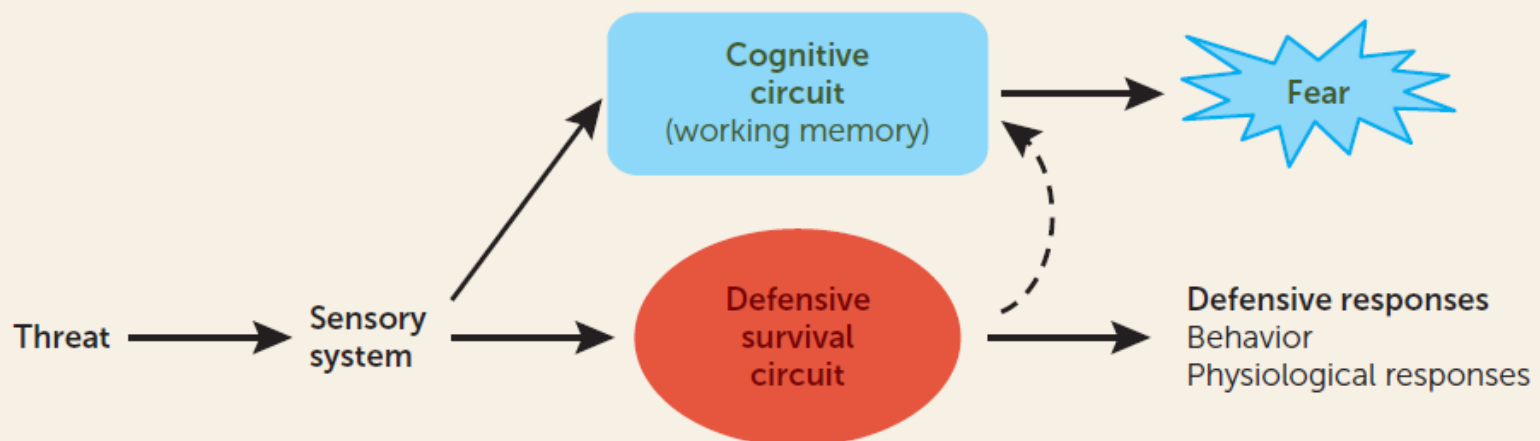 Cognitive
circuit
(working memory)
Fear
Threat
Sensory
system
Defensive
survival
circuit
Defensive responses
Behavior
Physiological responses